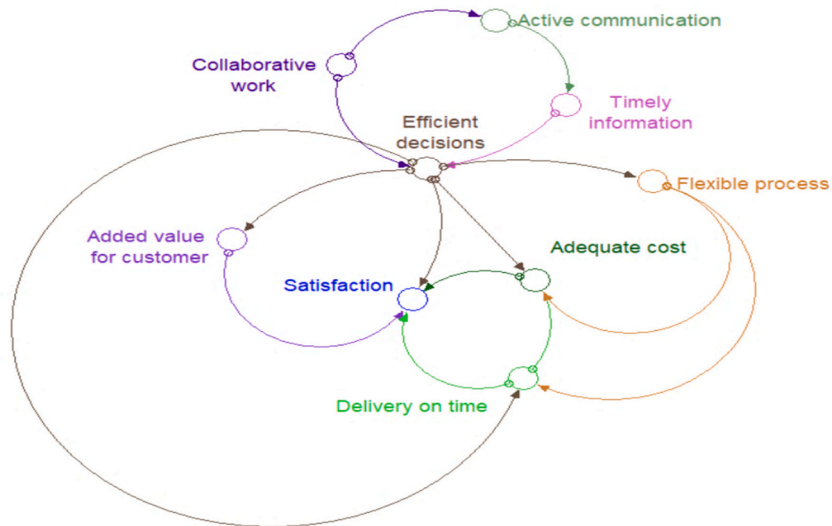 Active communication
Collaborative
work
Timely
information
Efficient
decisions
Flexible process
Added value
for customer
Adequate cost
Satisfaction
Delivery on time